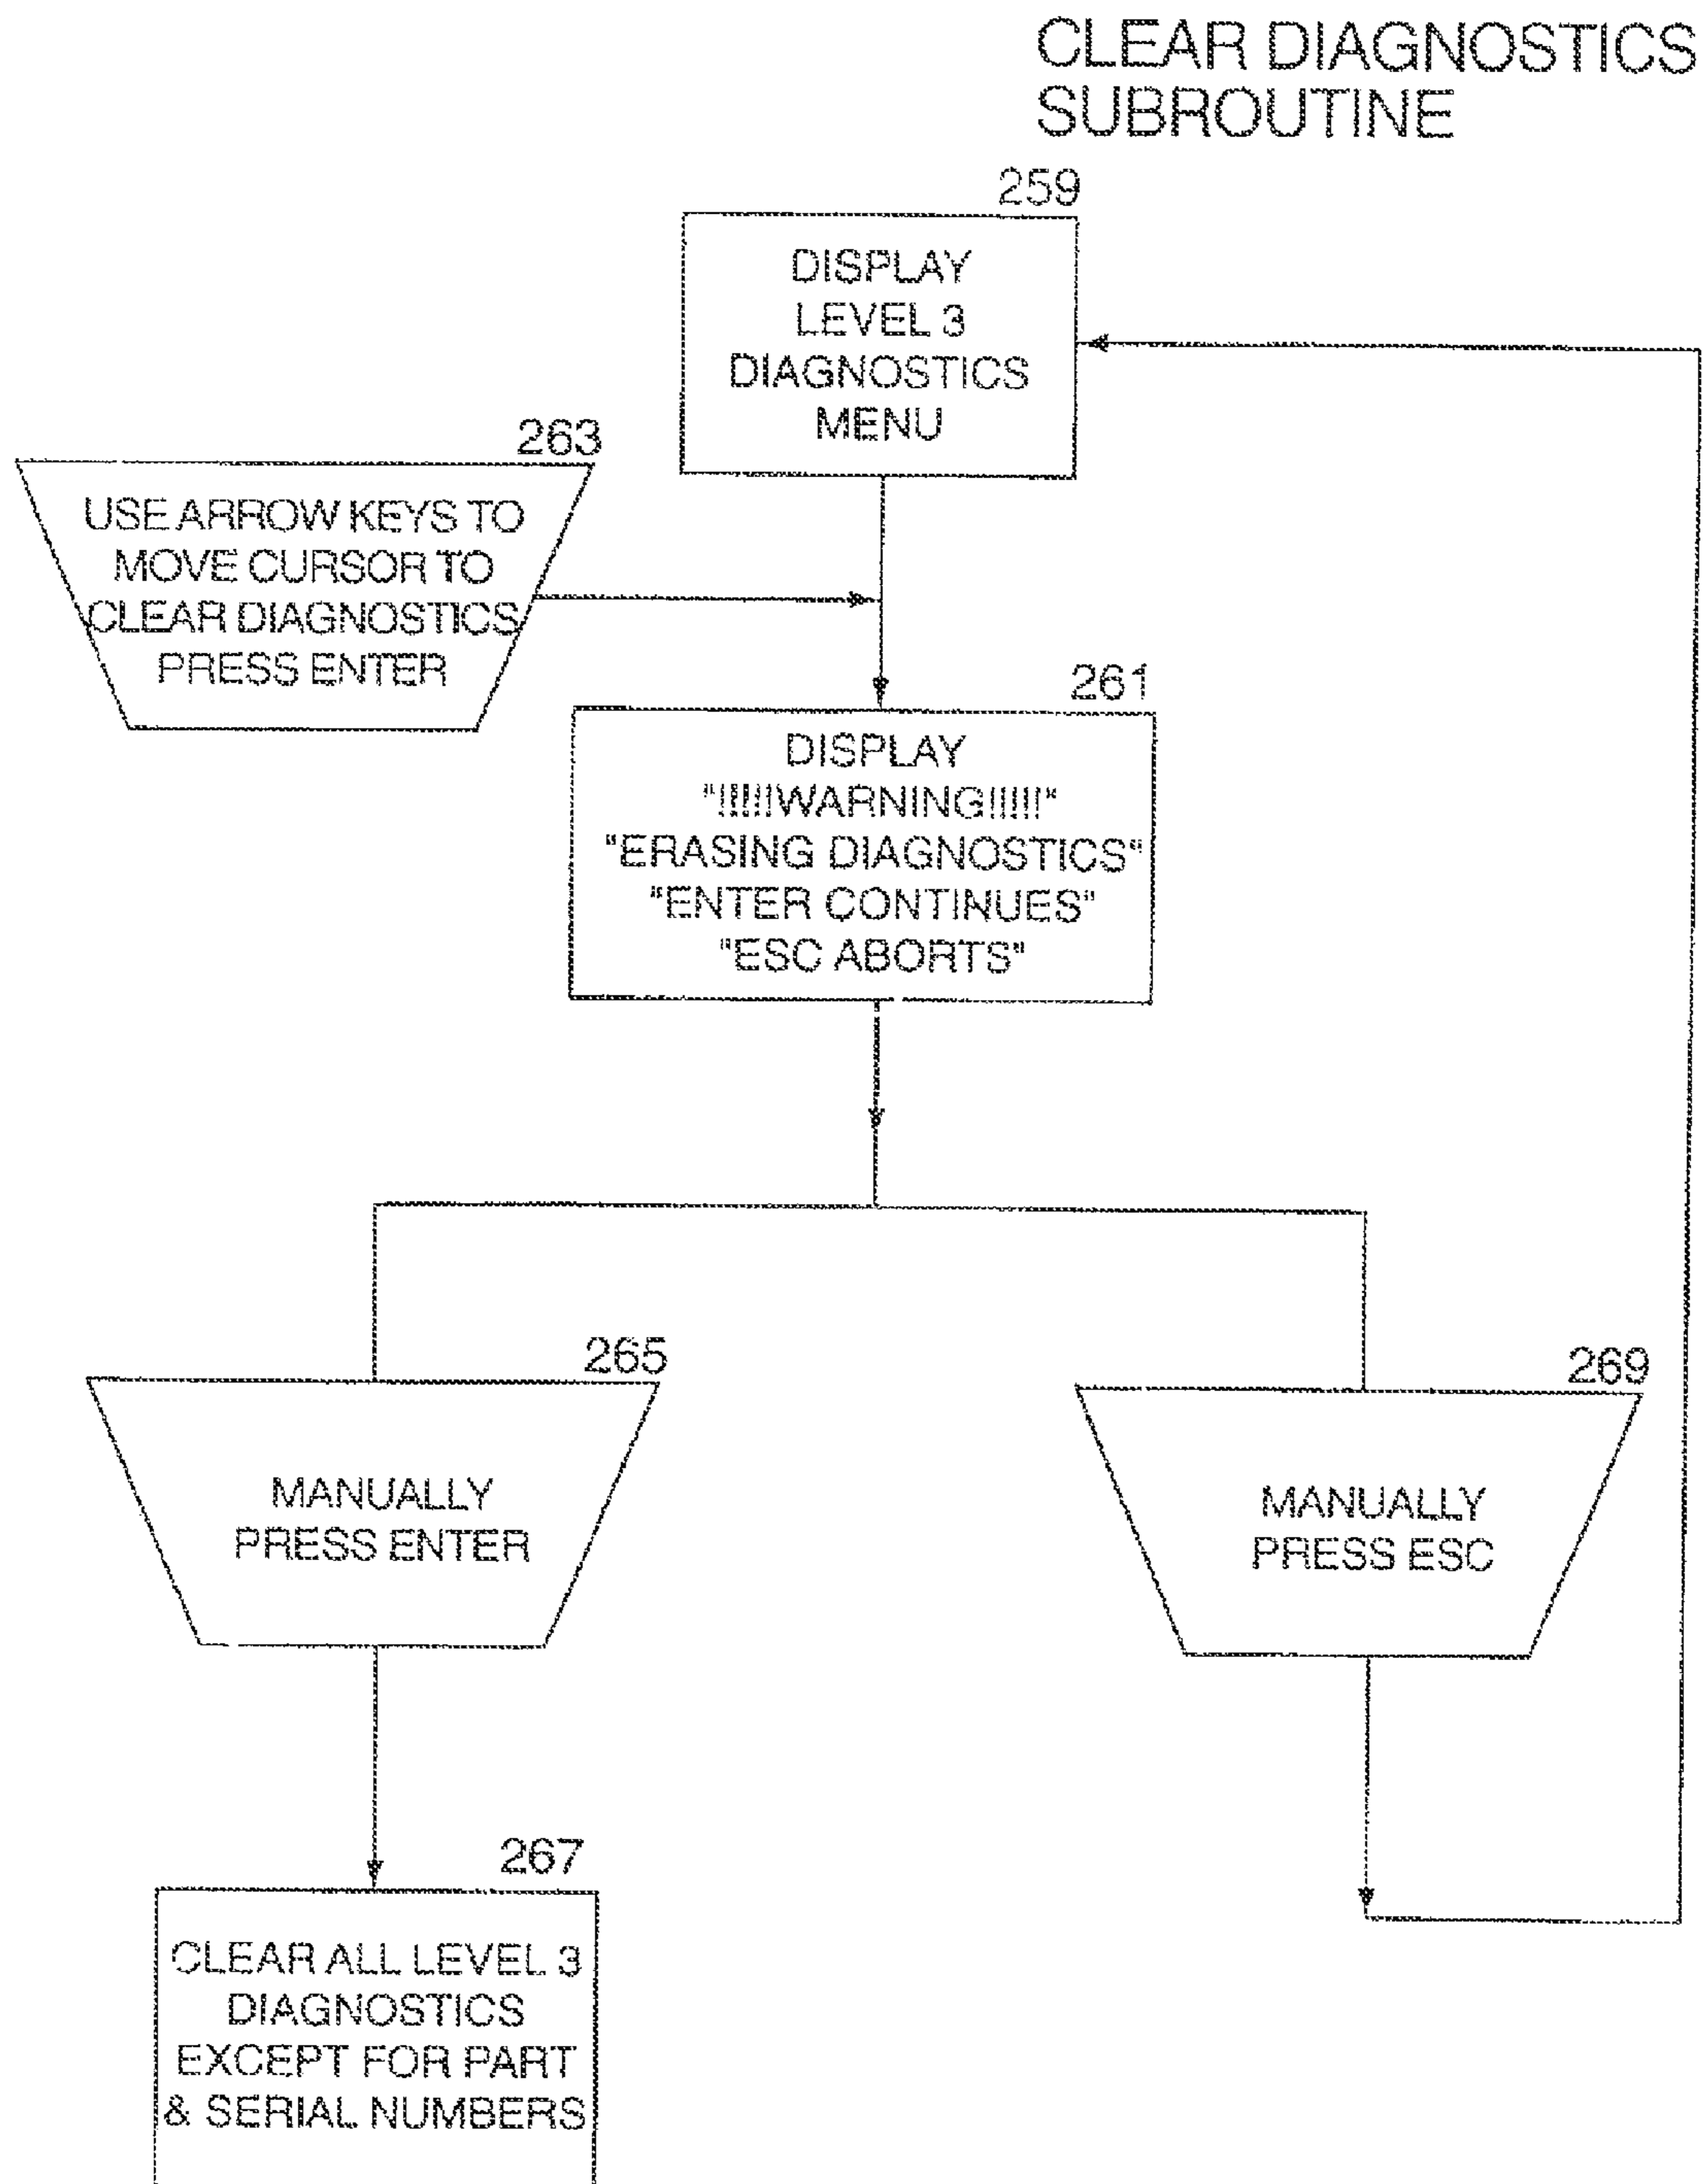 CLEAR DIAGNOSTICS
SUBROUTINE
259
DISPLAY
LEVEL 3
DIAGNOSTICS
MENU
263
USE ARROW KEYS TO
MOVE CURSOR TO
CLEAR DIAGNOSTICS
PRESS ENTER
261
DISPLAY
"!!!!!WARNING!!!!!"
"ERASING DIAGNOSTICS"
"ENTER CONTINUES"
"ESC ABORTS"
265
MANUALLY
PRESS ENTER
269
MANUALLY
PRESS ESC
267
CLEAR ALL LEVEL 3
DIAGNOSTICS
EXCEPT FOR PART
& SERIAL NUMBERS